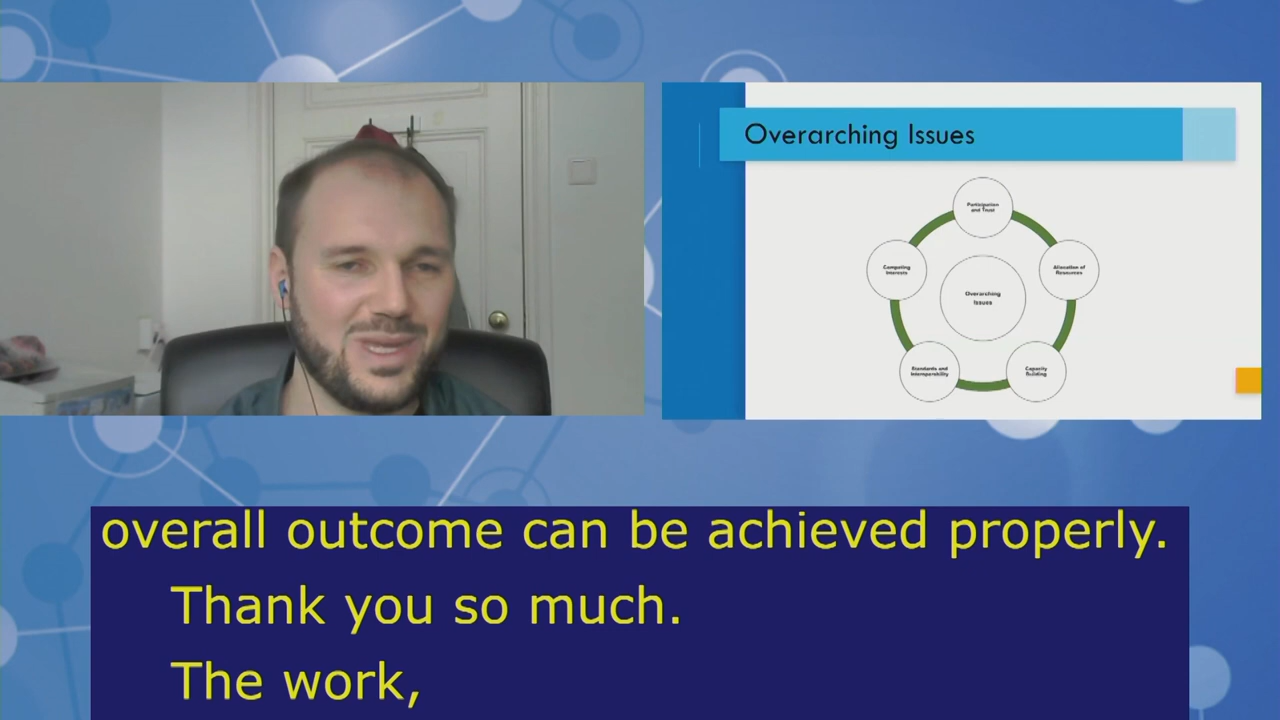 Overarching Issues
Participation
and Trust
Competing
Interests
Allocation of
Resources
Overarching
Issues
Standards and
Interoperability
Capacity
Building
overall outcome can be achieved properly.
Thank you so much.
The work,